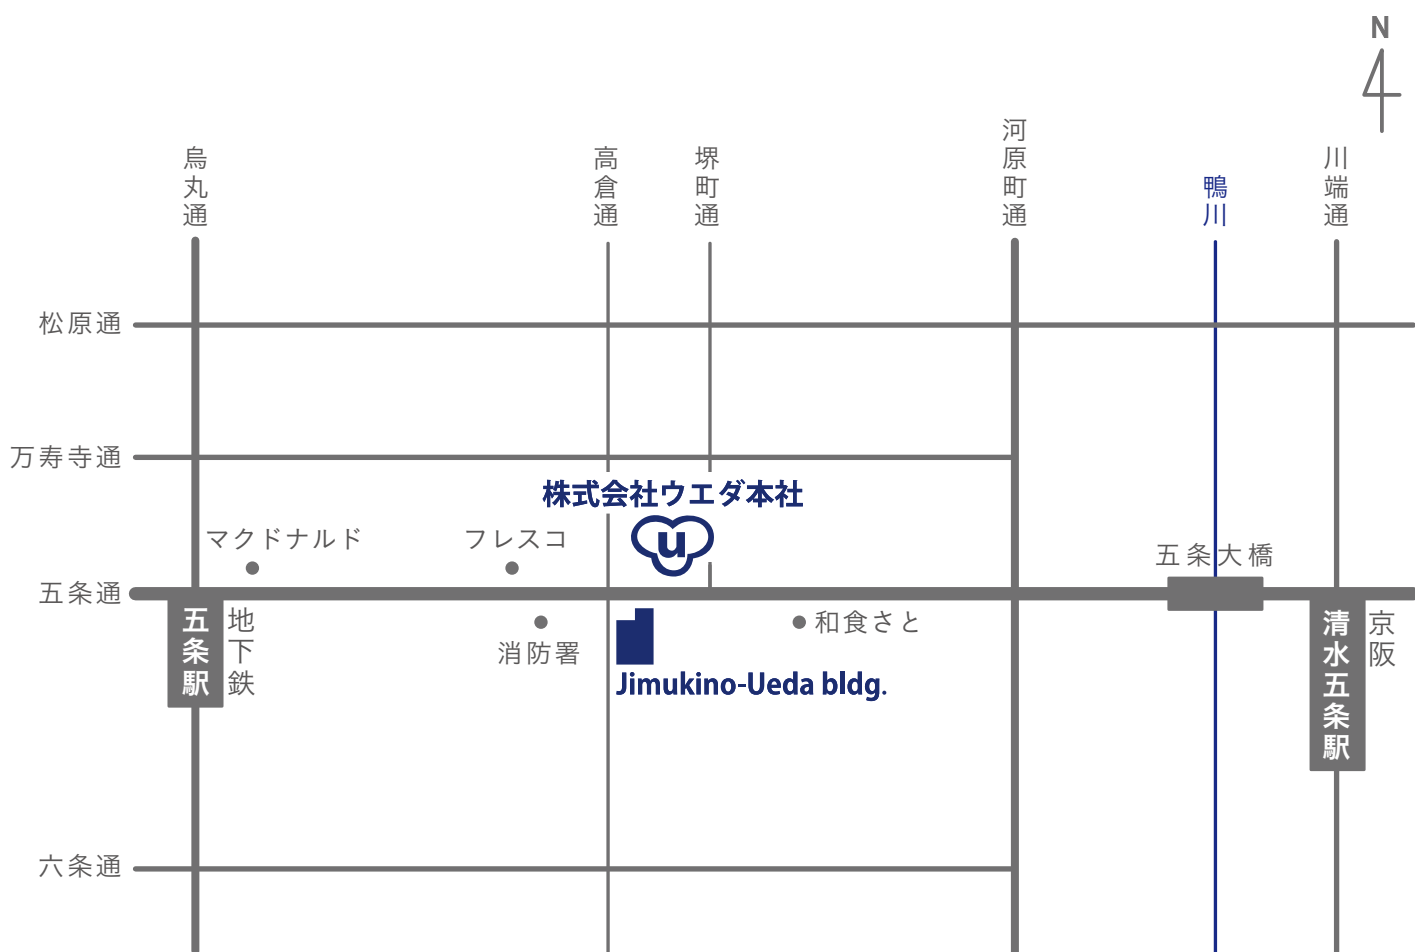 N
烏丸通
高倉通
堺町通
河原町通
鴨川
川端通
松原通
万寿寺通
株式会社ウエダ本社
u
マクドナルド
フレスコ
五条大橋
五条通
五条駅
地下鉄
消防署
和食さと
清水五条駅
京阪
Jimukino-Ueda bldg.
六条通